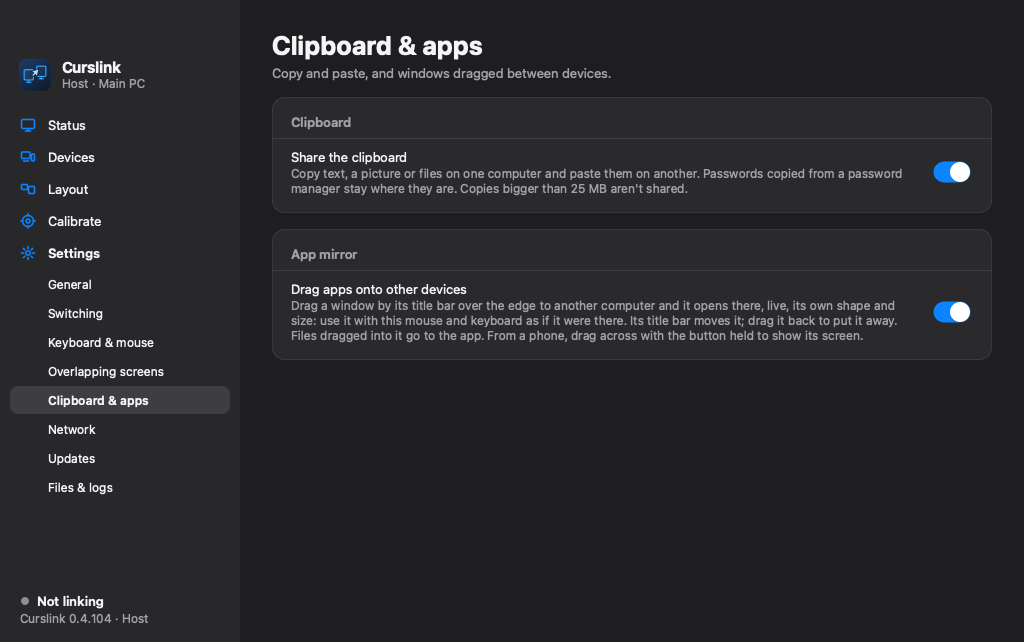 Curslink
Host · Main PC
Status
Devices
Layout
Calibrate
Settings
General
Switching
Keyboard & mouse
Overlapping screens
Clipboard & apps
Network
Updates
Files & logs
Not linking
Curslink 0.4.104 · Host
Clipboard & apps
Copy and paste, and windows dragged between devices.
Clipboard
Share the clipboard
Copy text, a picture or files on one computer and paste them on another. Passwords copied from a password
manager stay where they are. Copies bigger than 25 MB aren't shared.
App mirror
Drag apps onto other devices
Drag a window by its title bar over the edge to another computer and it opens there, live, its own shape and
size: use it with this mouse and keyboard as if it were there. Its title bar moves it; drag it back to put it away.
Files dragged into it go to the app. From a phone, drag across with the button held to show its screen.